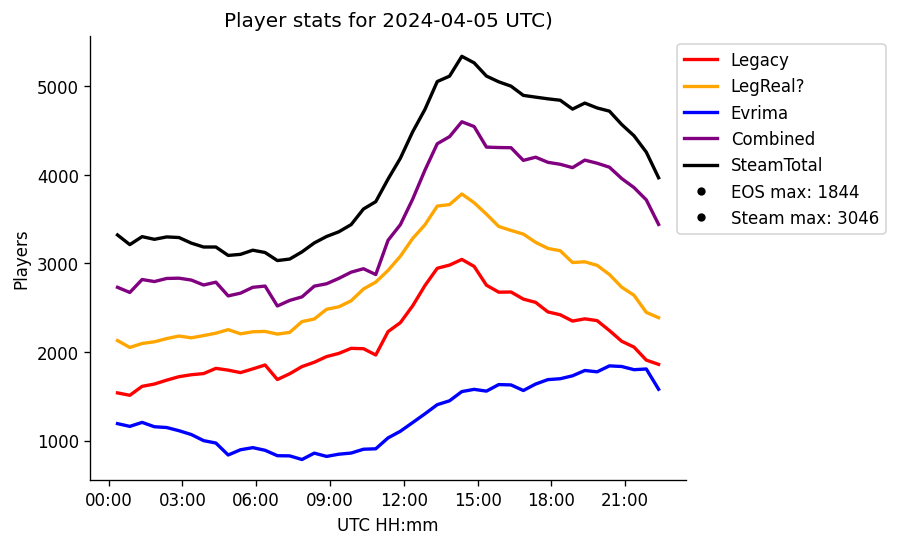 Player stats for 2024-04-05 UTC)
Legacy
LegReal?
Evrima
Combined
SteamTotal
EOS max: 1844
Steam max: 3046
Players
5000
4000
3000
2000
1000
00:00 03:00 06:00 09:00 12:00 15:00 18:00 21:00
UTC HH:mm